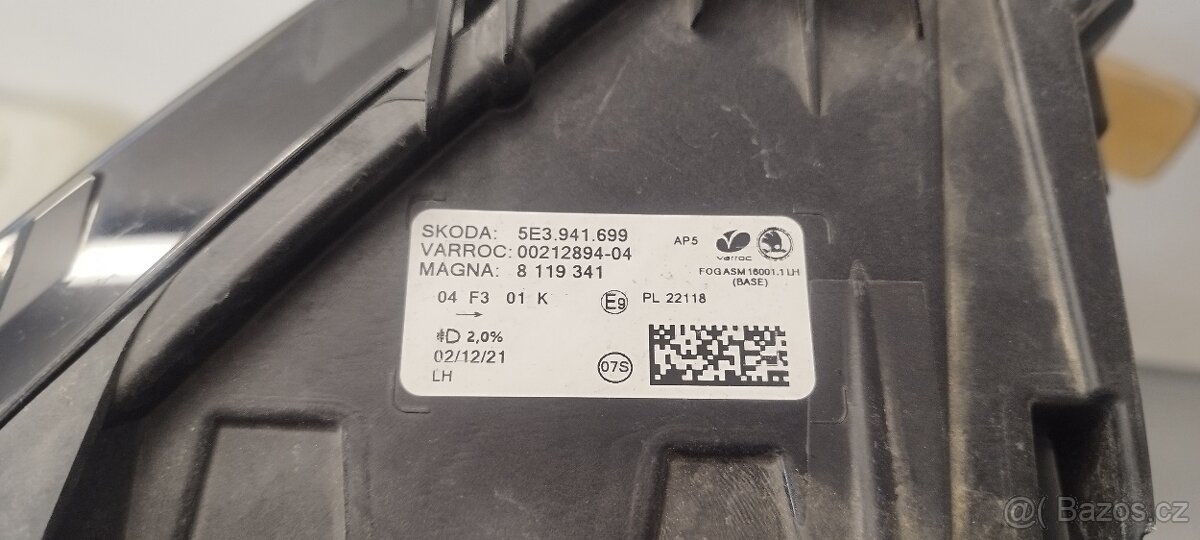 SKODA: 5E3.941.699
VARROC: 00212894-04
MAGNA: 8 119 341
AP5
varroc
FOG ASM 16001.1 LH
(BASE)
04 F3 01 K
E9
PL 22118
2,0%
02/12/21
LH
07S
@( Bazos.cz